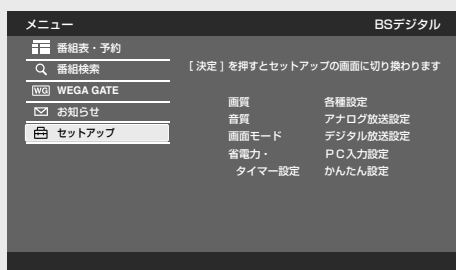 メニュー BSデジタル
番組表・予約
番組検索
WG WEGA GATE
お知らせ
セットアップ
[ 決定 ] を押すとセットアップの画面に切り換わります
画質 各種設定
音質 アナログ放送設定
画面モード デジタル放送設定
省電力・ PC入力設定
タイマー設定 かんたん設定